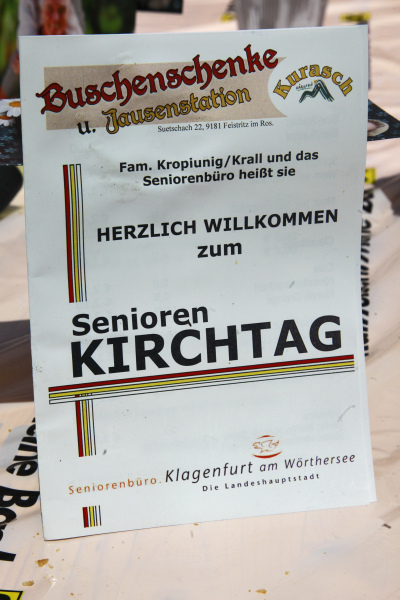 Buschenschenke
u. Jausenstation
Kurasch
Suetschach 22, 9181 Feistritz im Ros.
Fam. Kropiunig/Krall und das
Seniorenbüro heißt sie
HERZLICH WILLKOMMEN
zum
Senioren
KIRCHTAG
Seniorenbüro. Klagenfurt am Wörthersee
Die Landeshauptstadt